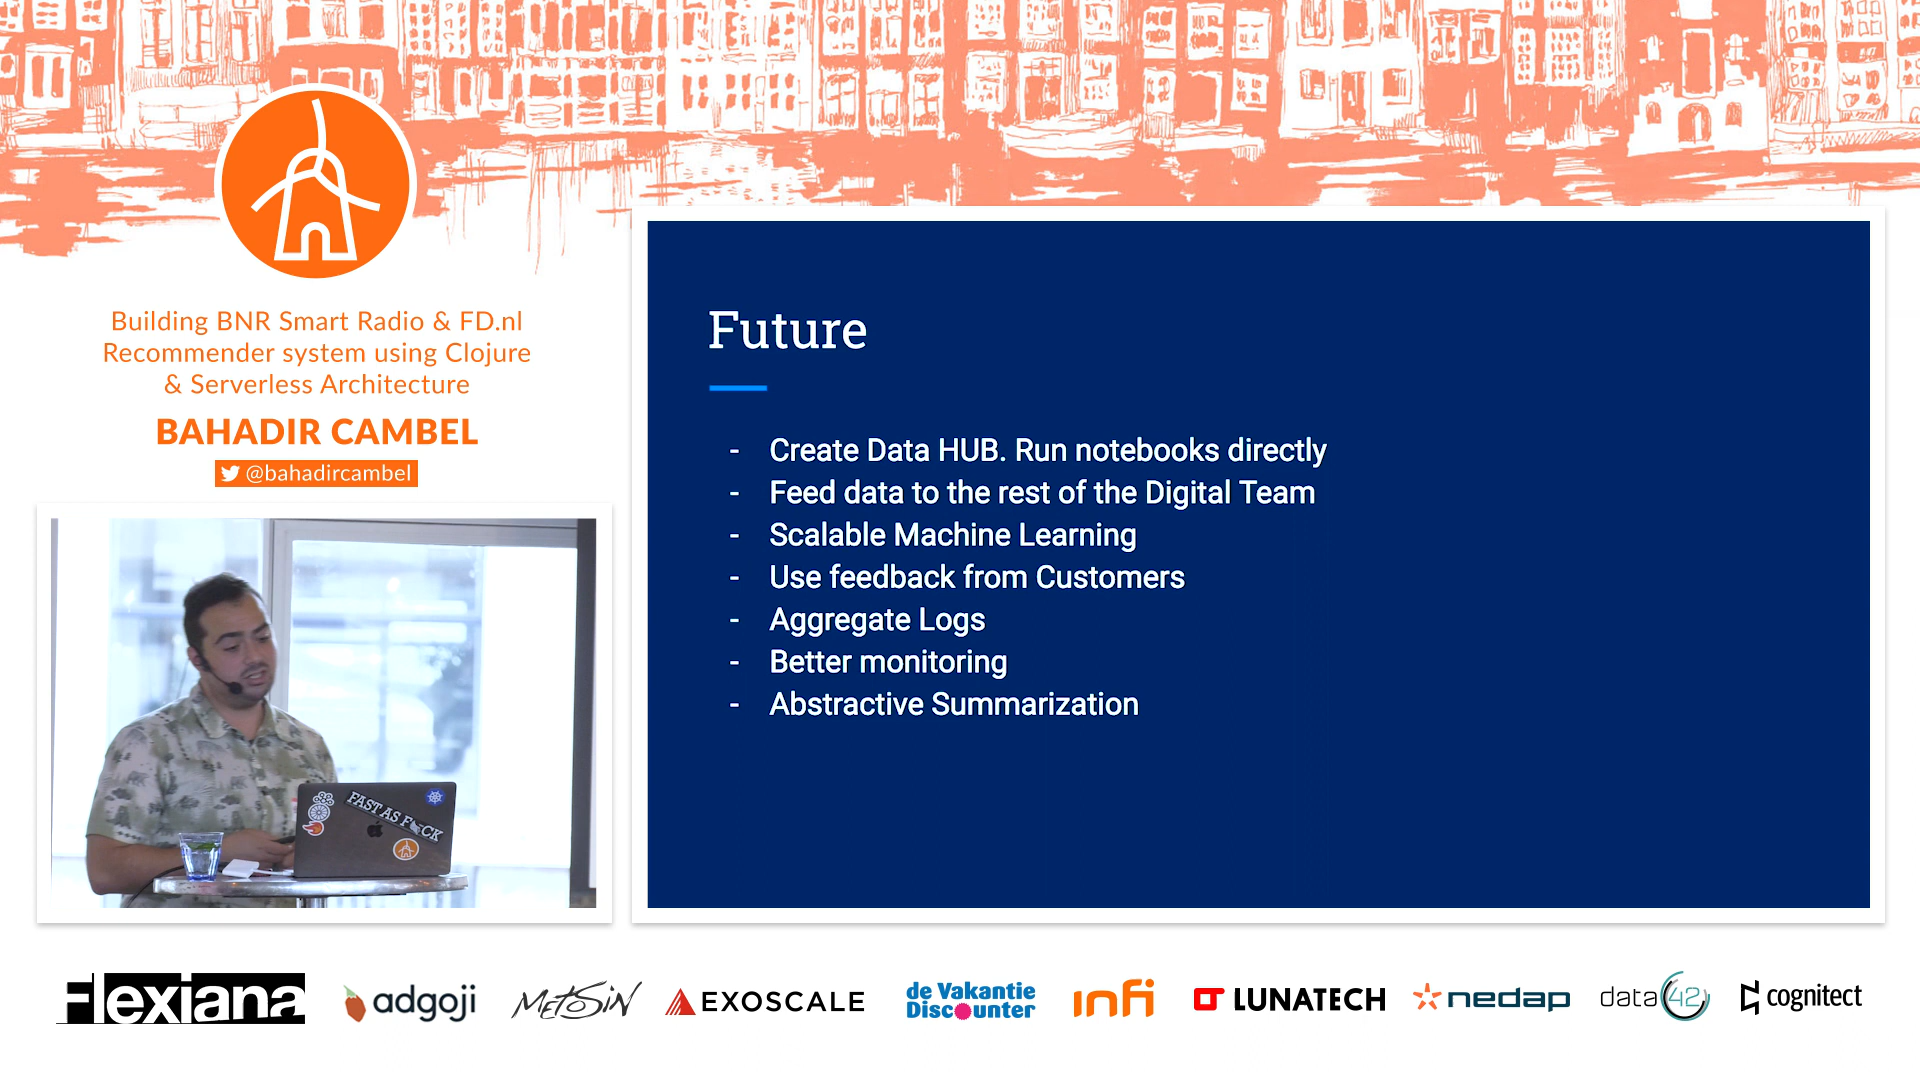 Building BNR Smart Radio & FD.nl
Recommender system using Clojure
& Serverless Architecture
BAHADIR CAMBEL
@bahadircambel
Future
- Create Data HUB. Run notebooks directly
- Feed data to the rest of the Digital Team
- Scalable Machine Learning
- Use feedback from Customers
- Aggregate Logs
- Better monitoring
- Abstractive Summarization
FAST AS F CK
Flexiana
adgoji
METOSIN
EXOSCALE
de Vakantie
Discounter
infi
LUNATECH
nedap
data 42
cognitect